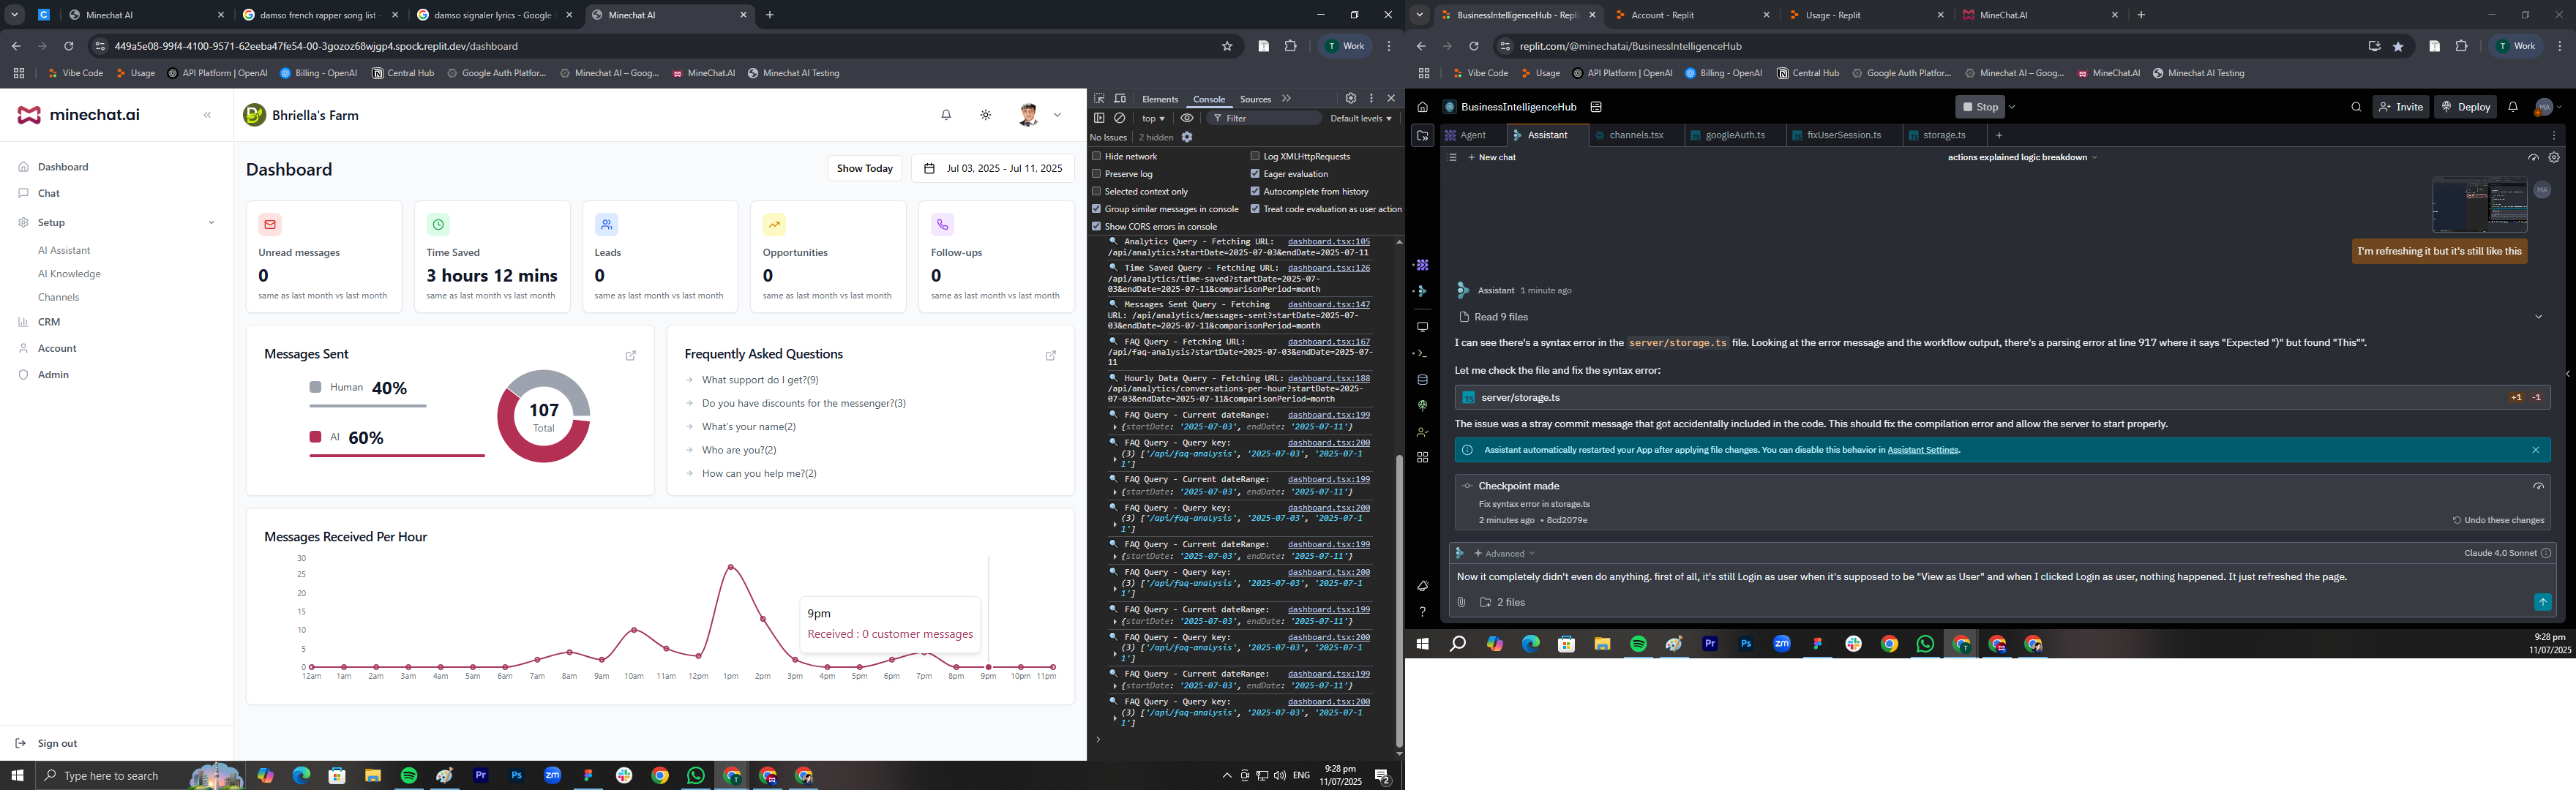 Minechat AI
damso french rapper song list -
damso signaler lyrics - Google
Minechat AI
449a5e08-99f4-4100-9571-62eeba47fe54-00-3gozoz68wjgp4.spock.replit.dev/dashboard
T Work
Vibe Code
Usage
API Platform | OpenAI
Billing - OpenAI
Central Hub
Google Auth Platfor...
Minechat AI – Goog...
MineChat.AI
Minechat AI Testing
minechat.ai
Bhriella's Farm
Dashboard
Chat
Setup
AI Assistant
AI Knowledge
Channels
CRM
Account
Admin
Sign out
Dashboard
Show Today
Jul 03, 2025 - Jul 11, 2025
Unread messages
0
same as last month vs last month
Time Saved
3 hours 12 mins
same as last month vs last month
Leads
0
same as last month vs last month
Opportunities
0
same as last month vs last month
Follow-ups
0
same as last month vs last month
Messages Sent
Human 40%
AI 60%
107
Total
Frequently Asked Questions
What support do I get?(9)
Do you have discounts for the messenger?(3)
What's your name(2)
Who are you?(2)
How can you help me?(2)
Messages Received Per Hour
30
25
20
15
10
5
0
12am 1am 2am 3am 4am 5am 6am 7am 8am 9am 10am 11am 12pm 1pm 2pm 3pm 4pm 5pm 6pm 7pm 8pm 9pm 10pm 11pm
9pm
Received : 0 customer messages
Elements Console Sources
top Filter Default levels
No Issues 2 hidden
Hide network
Log XMLHttpRequests
Preserve log
Eager evaluation
Selected context only
Autocomplete from history
Group similar messages in console
Treat code evaluation as user action
Show CORS errors in console
Analytics Query - Fetching URL: dashboard.tsx:105
/api/analytics?startDate=2025-07-03&endDate=2025-07-11
Time Saved Query - Fetching URL: dashboard.tsx:126
/api/analytics/time-saved?startDate=2025-07-
03&endDate=2025-07-11&comparisonPeriod=month
Messages Sent Query - Fetching dashboard.tsx:147
URL: /api/analytics/messages-sent?startDate=2025-07-
03&endDate=2025-07-11&comparisonPeriod=month
FAQ Query - Fetching URL: dashboard.tsx:167
/api/faq-analysis?startDate=2025-07-03&endDate=2025-07-
11
Hourly Data Query - Fetching URL: dashboard.tsx:188
/api/analytics/conversations-per-hour?startDate=2025-
07-03&endDate=2025-07-11&comparisonPeriod=month
FAQ Query - Current dateRange: dashboard.tsx:199
{startDate: '2025-07-03', endDate: '2025-07-11'}
FAQ Query - Query key: dashboard.tsx:200
(3) ['/api/faq-analysis', '2025-07-03', '2025-07-1
1']
FAQ Query - Current dateRange: dashboard.tsx:199
{startDate: '2025-07-03', endDate: '2025-07-11'}
FAQ Query - Query key: dashboard.tsx:200
(3) ['/api/faq-analysis', '2025-07-03', '2025-07-1
1']
FAQ Query - Current dateRange: dashboard.tsx:199
{startDate: '2025-07-03', endDate: '2025-07-11'}
FAQ Query - Query key: dashboard.tsx:200
(3) ['/api/faq-analysis', '2025-07-03', '2025-07-1
1']
FAQ Query - Current dateRange: dashboard.tsx:199
{startDate: '2025-07-03', endDate: '2025-07-11'}
FAQ Query - Query key: dashboard.tsx:200
(3) ['/api/faq-analysis', '2025-07-03', '2025-07-1
1']
FAQ Query - Current dateRange: dashboard.tsx:199
{startDate: '2025-07-03', endDate: '2025-07-11'}
FAQ Query - Query key: dashboard.tsx:200
(3) ['/api/faq-analysis', '2025-07-03', '2025-07-1
1']
Type here to search
ENG
9:28 pm
11/07/2025
2
BusinessIntelligenceHub - Repl
Account - Replit
Usage - Replit
MineChat.AI
replit.com/@minechatai/BusinessIntelligenceHub
T Work
Vibe Code
Usage
API Platform | OpenAI
Billing - OpenAI
Central Hub
Google Auth Platfor...
Minechat AI – Goog...
MineChat.AI
Minechat AI Testing
BusinessIntelligenceHub
Stop
Invite
Deploy
MA
Agent
Assistant
channels.tsx
googleAuth.ts
fixUserSession.ts
storage.ts
New chat
actions explained logic breakdown
MA
I'm refreshing it but it's still like this
Assistant 1 minute ago
Read 9 files
I can see there's a syntax error in the server/storage.ts file. Looking at the error message and the workflow output, there's a parsing error at line 917 where it says "Expected ")" but found "This"".
Let me check the file and fix the syntax error:
server/storage.ts
+1 -1
The issue was a stray commit message that got accidentally included in the code. This should fix the compilation error and allow the server to start properly.
Assistant automatically restarted your App after applying file changes. You can disable this behavior in Assistant Settings.
Checkpoint made
Fix syntax error in storage.ts
2 minutes ago • 8cd2079e
Undo these changes
Advanced
Claude 4.0 Sonnet
Now it completely didn't even do anything. first of all, it's still Login as user when it's supposed to be "View as User" and when I clicked Login as user, nothing happened. It just refreshed the page.
2 files
9:28 pm
11/07/2025